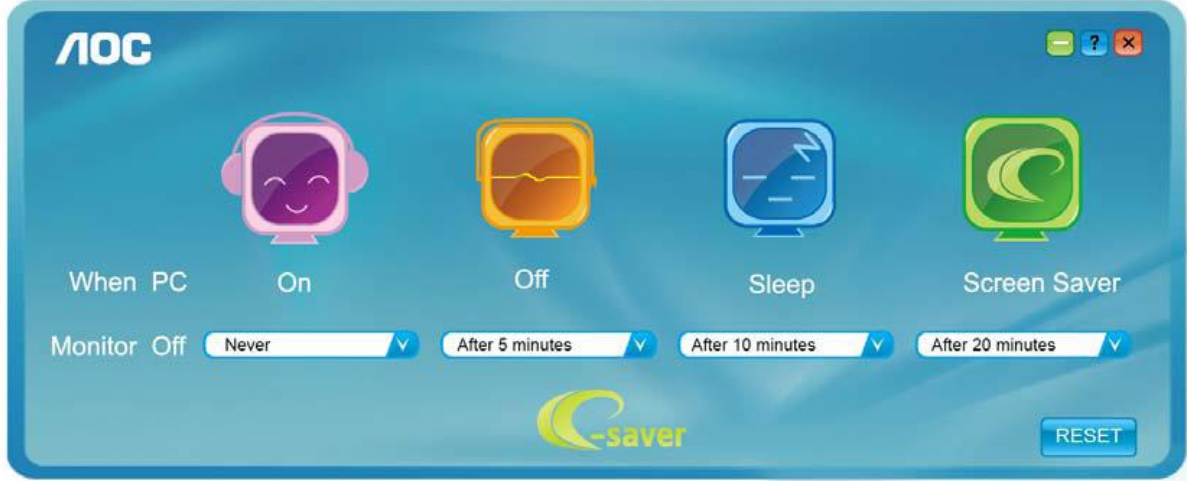 AOC
?
Z
When PC On Off Sleep Screen Saver
Monitor Off Never After 5 minutes After 10 minutes After 20 minutes
e-saver
RESET